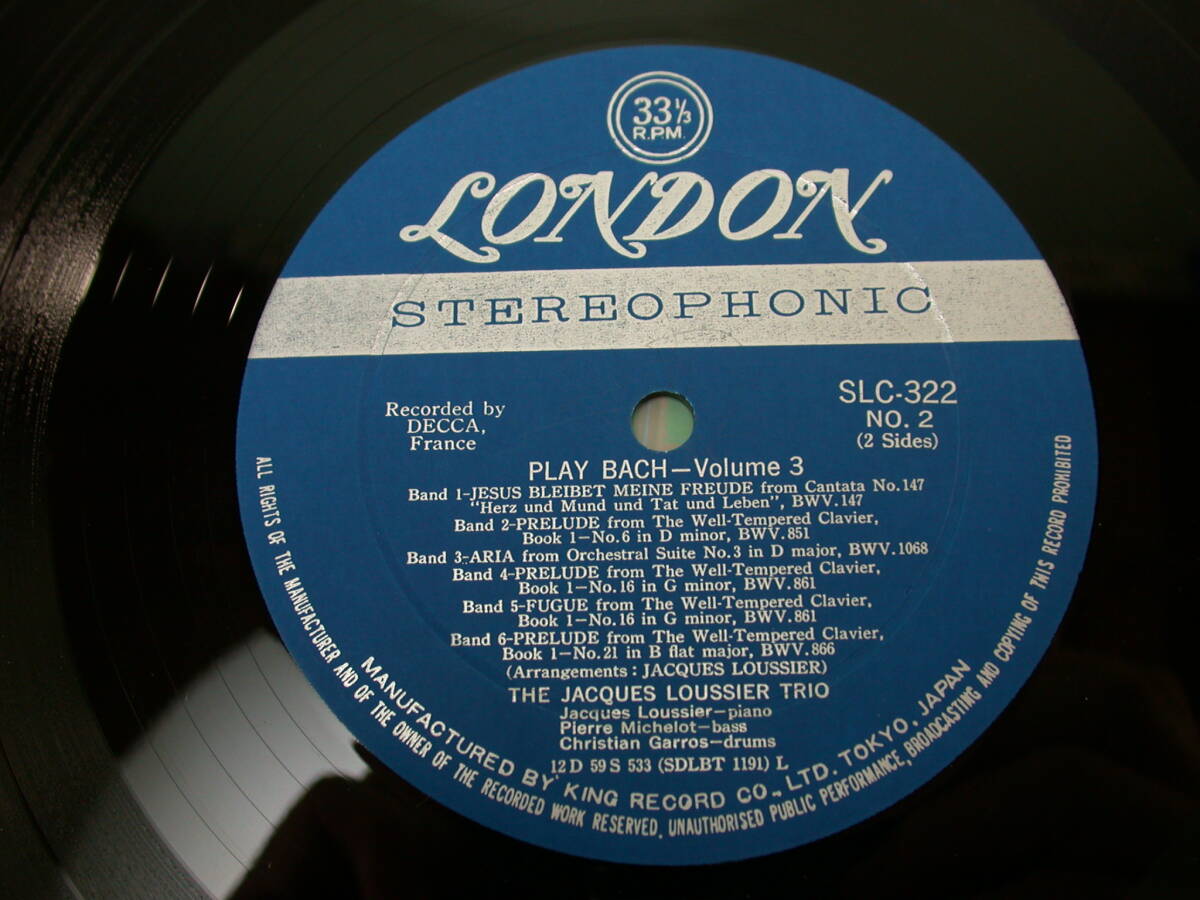 33⅓
R.P.M.
LONDON
STEREOPHONIC
Recorded by
DECCA,
France
SLC-322
NO. 2
(2 Sides)
PLAY BACH—Volume 3
Band 1-JESUS BLEIBET MEINE FREUDE from Cantata No.147
"Herz und Mund und Tat und Leben", BWV.147
Band 2-PRELUDE from The Well-Tempered Clavier,
Book 1—No.6 in D minor, BWV.851
Band 3-ARIA from Orchestral Suite No.3 in D major, BWV.1068
Band 4-PRELUDE from The Well-Tempered Clavier,
Book 1—No.16 in G minor, BWV.861
Band 5-FUGUE from The Well-Tempered Clavier,
Book 1—No.16 in G minor, BWV.861
Band 6-PRELUDE from The Well-Tempered Clavier,
Book 1—No.21 in B flat major, BWV.866
(Arrangements : JACQUES LOUSSIER)
THE JACQUES LOUSSIER TRIO
Jacques Loussier—piano
Pierre Michelot—bass
Christian Garros—drums
12 D 59 S 533 (SDLBT 1191) L
MANUFACTURED BY KING RECORD CO., LTD. TOKYO, JAPAN
ALL RIGHTS OF THE MANUFACTURER AND OF THE OWNER OF THE RECORDED WORK RESERVED. UNAUTHORISED PUBLIC PERFORMANCE, BROADCASTING AND COPYING OF THIS RECORD PROHIBITED